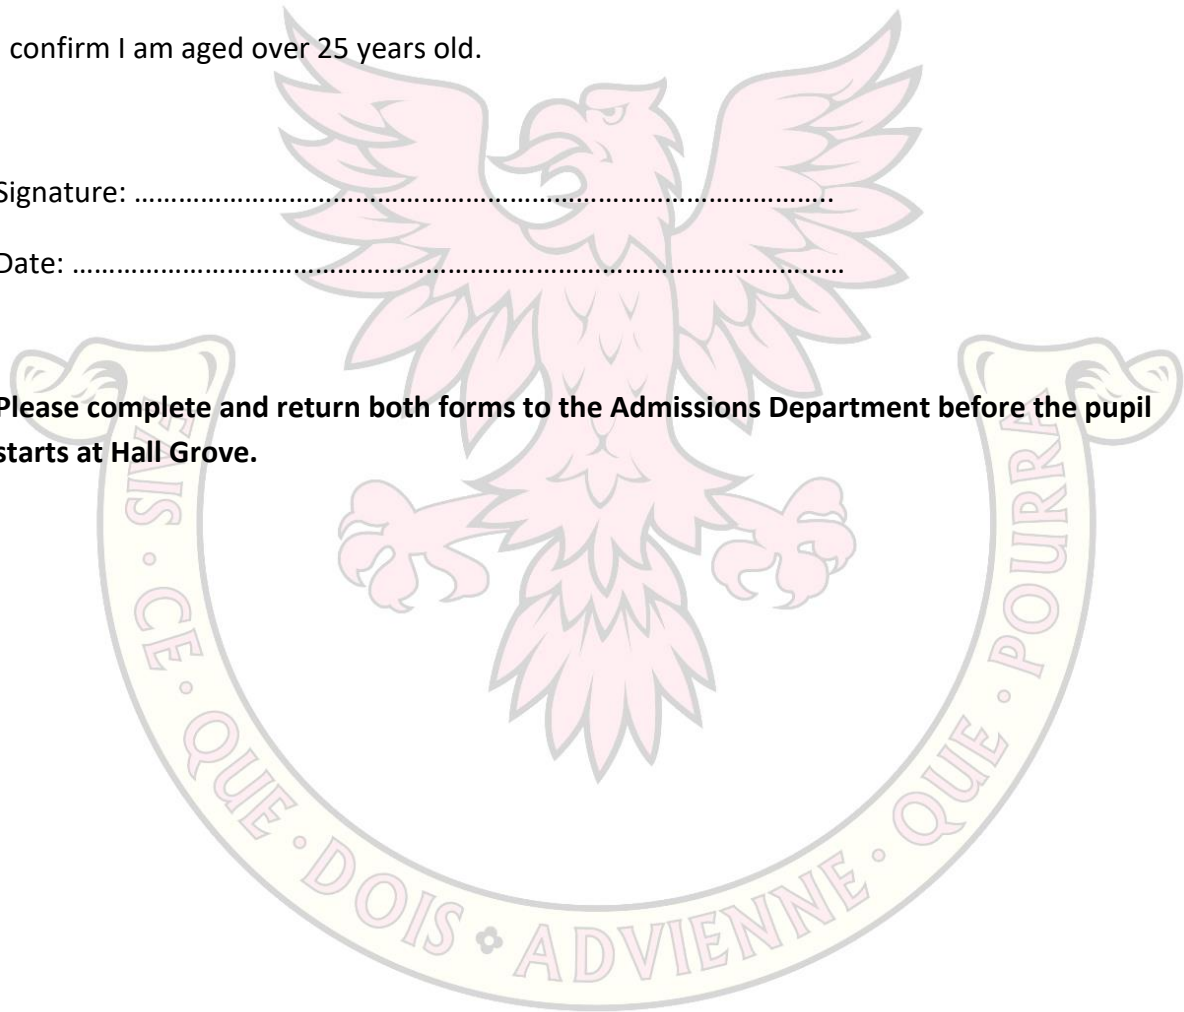 confirm I am aged over 25 years old.
Signature: ……………………………………………………………………………………..
Date: ……………………………………………………………………………………………
Please complete and return both forms to the Admissions Department before the pupil
starts at Hall Grove.
FAIS · CE · QUE · DOIS · ADVIENNE · QUE · POURRA